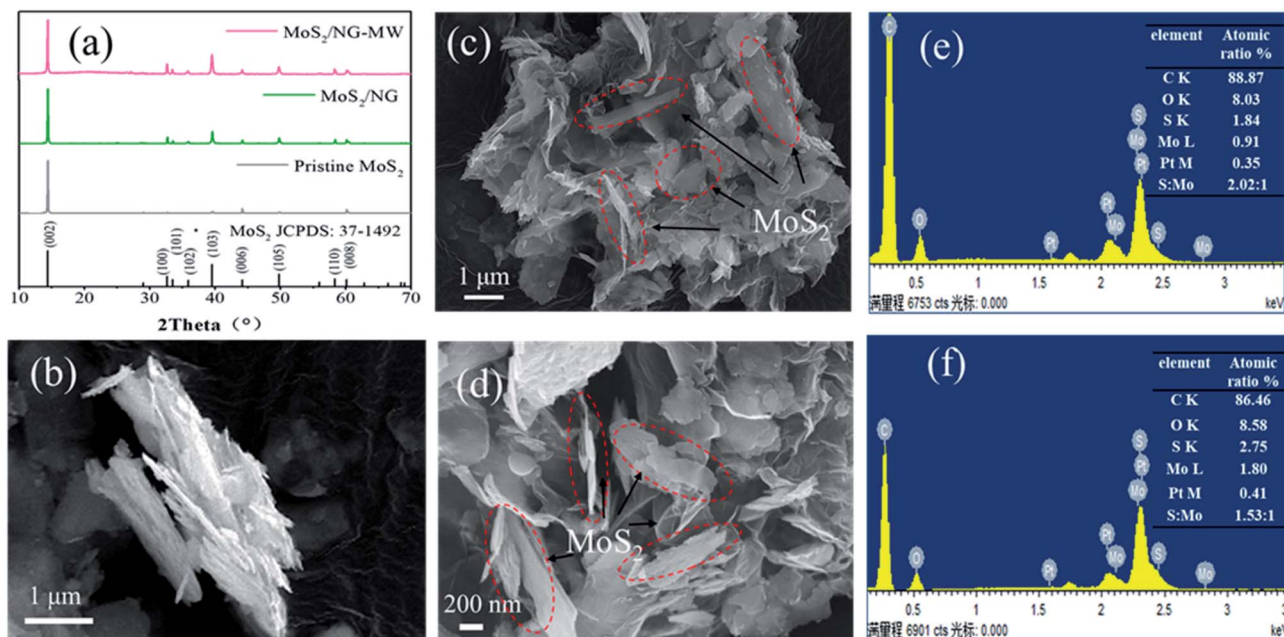 (a)
MoS2/NG-MW
MoS2/NG
Pristine MoS2
MoS2 JCPDS: 37-1492
(002)
(100)
(101)
(102)
*
(103)
(006)
(105)
(110)
(008)
10 20 30 40 50 60 70
2Theta (°)
(b)
1 μm
(c)
MoS2
1 μm
(d)
MoS2
200 nm
(e)
element Atomic
ratio %
C K 88.87
O K 8.03
S K 1.84
Mo L 0.91
Pt M 0.35
S:Mo 2.02:1
C
O
Pt
Pt
Mo
S
Mo
Pt
S
Mo
0.5 1 1.5 2 2.5 3
满量程 6753 cts 光标: 0.000
keV
(f)
element Atomic
ratio %
C K 86.46
O K 8.58
S K 2.75
Mo L 1.80
Pt M 0.41
S:Mo 1.53:1
C
O
Pt
Pt
Mo
S
Pt
Mo
S
Mo
0.5 1 1.5 2 2.5 3
满量程 6901 cts 光标: 0.000
keV